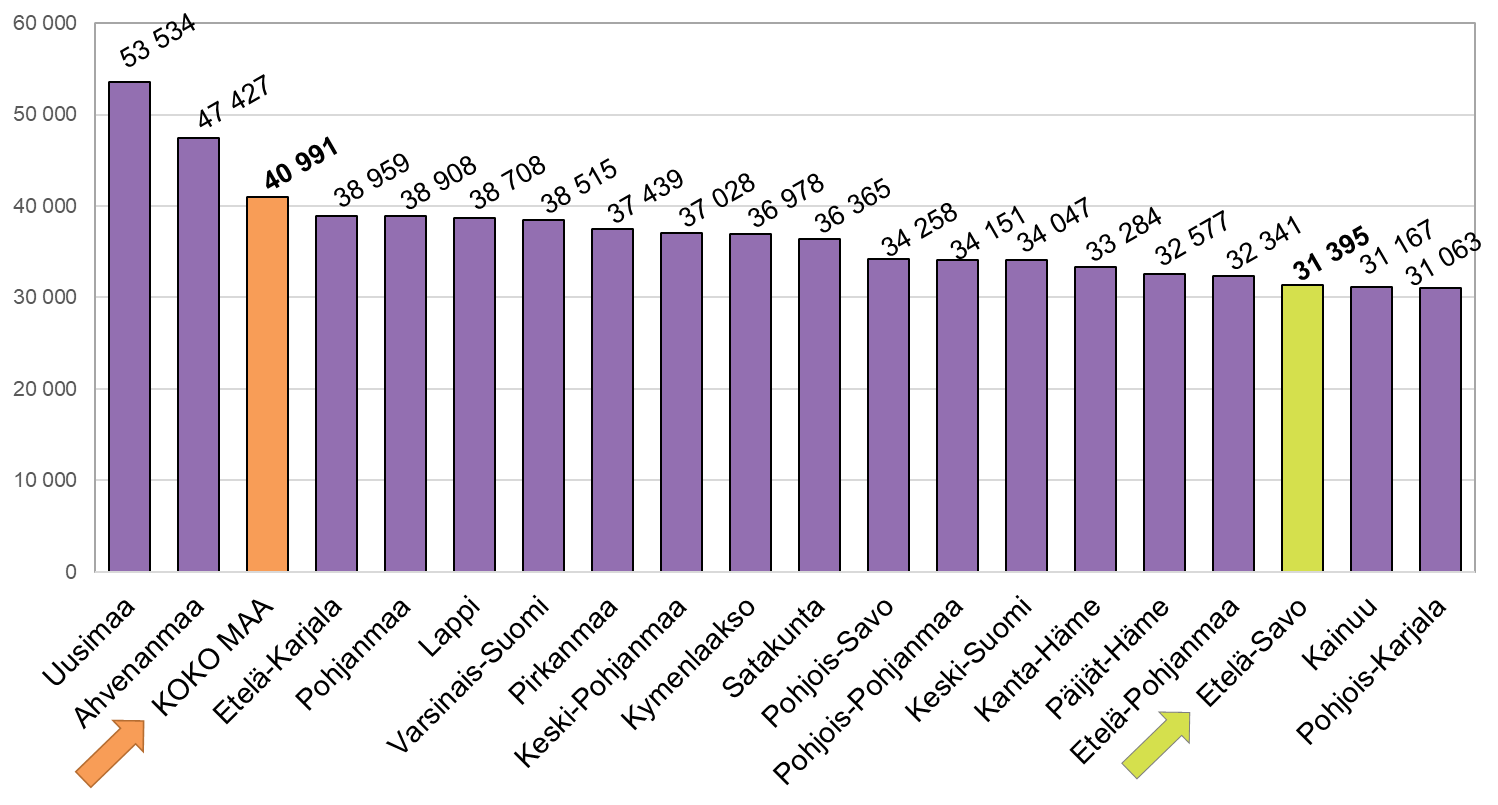 60 000
50 000
40 000
30 000
20 000
10 000
0
53 534
47 427
40 991
38 959
38 908
38 708
38 515
37 439
37 028
36 978
36 365
34 258
34 151
34 047
33 284
32 577
32 341
31 395
31 167
31 063
Uusimaa
Ahvenanmaa
KOKO MAA
Etelä-Karjala
Pohjanmaa
Lappi
Varsinais-Suomi
Pirkanmaa
Keski-Pohjanmaa
Kymenlaakso
Satakunta
Pohjois-Savo
Pohjois-Pohjanmaa
Keski-Suomi
Kanta-Häme
Päijät-Häme
Etelä-Pohjanmaa
Etelä-Savo
Kainuu
Pohjois-Karjala